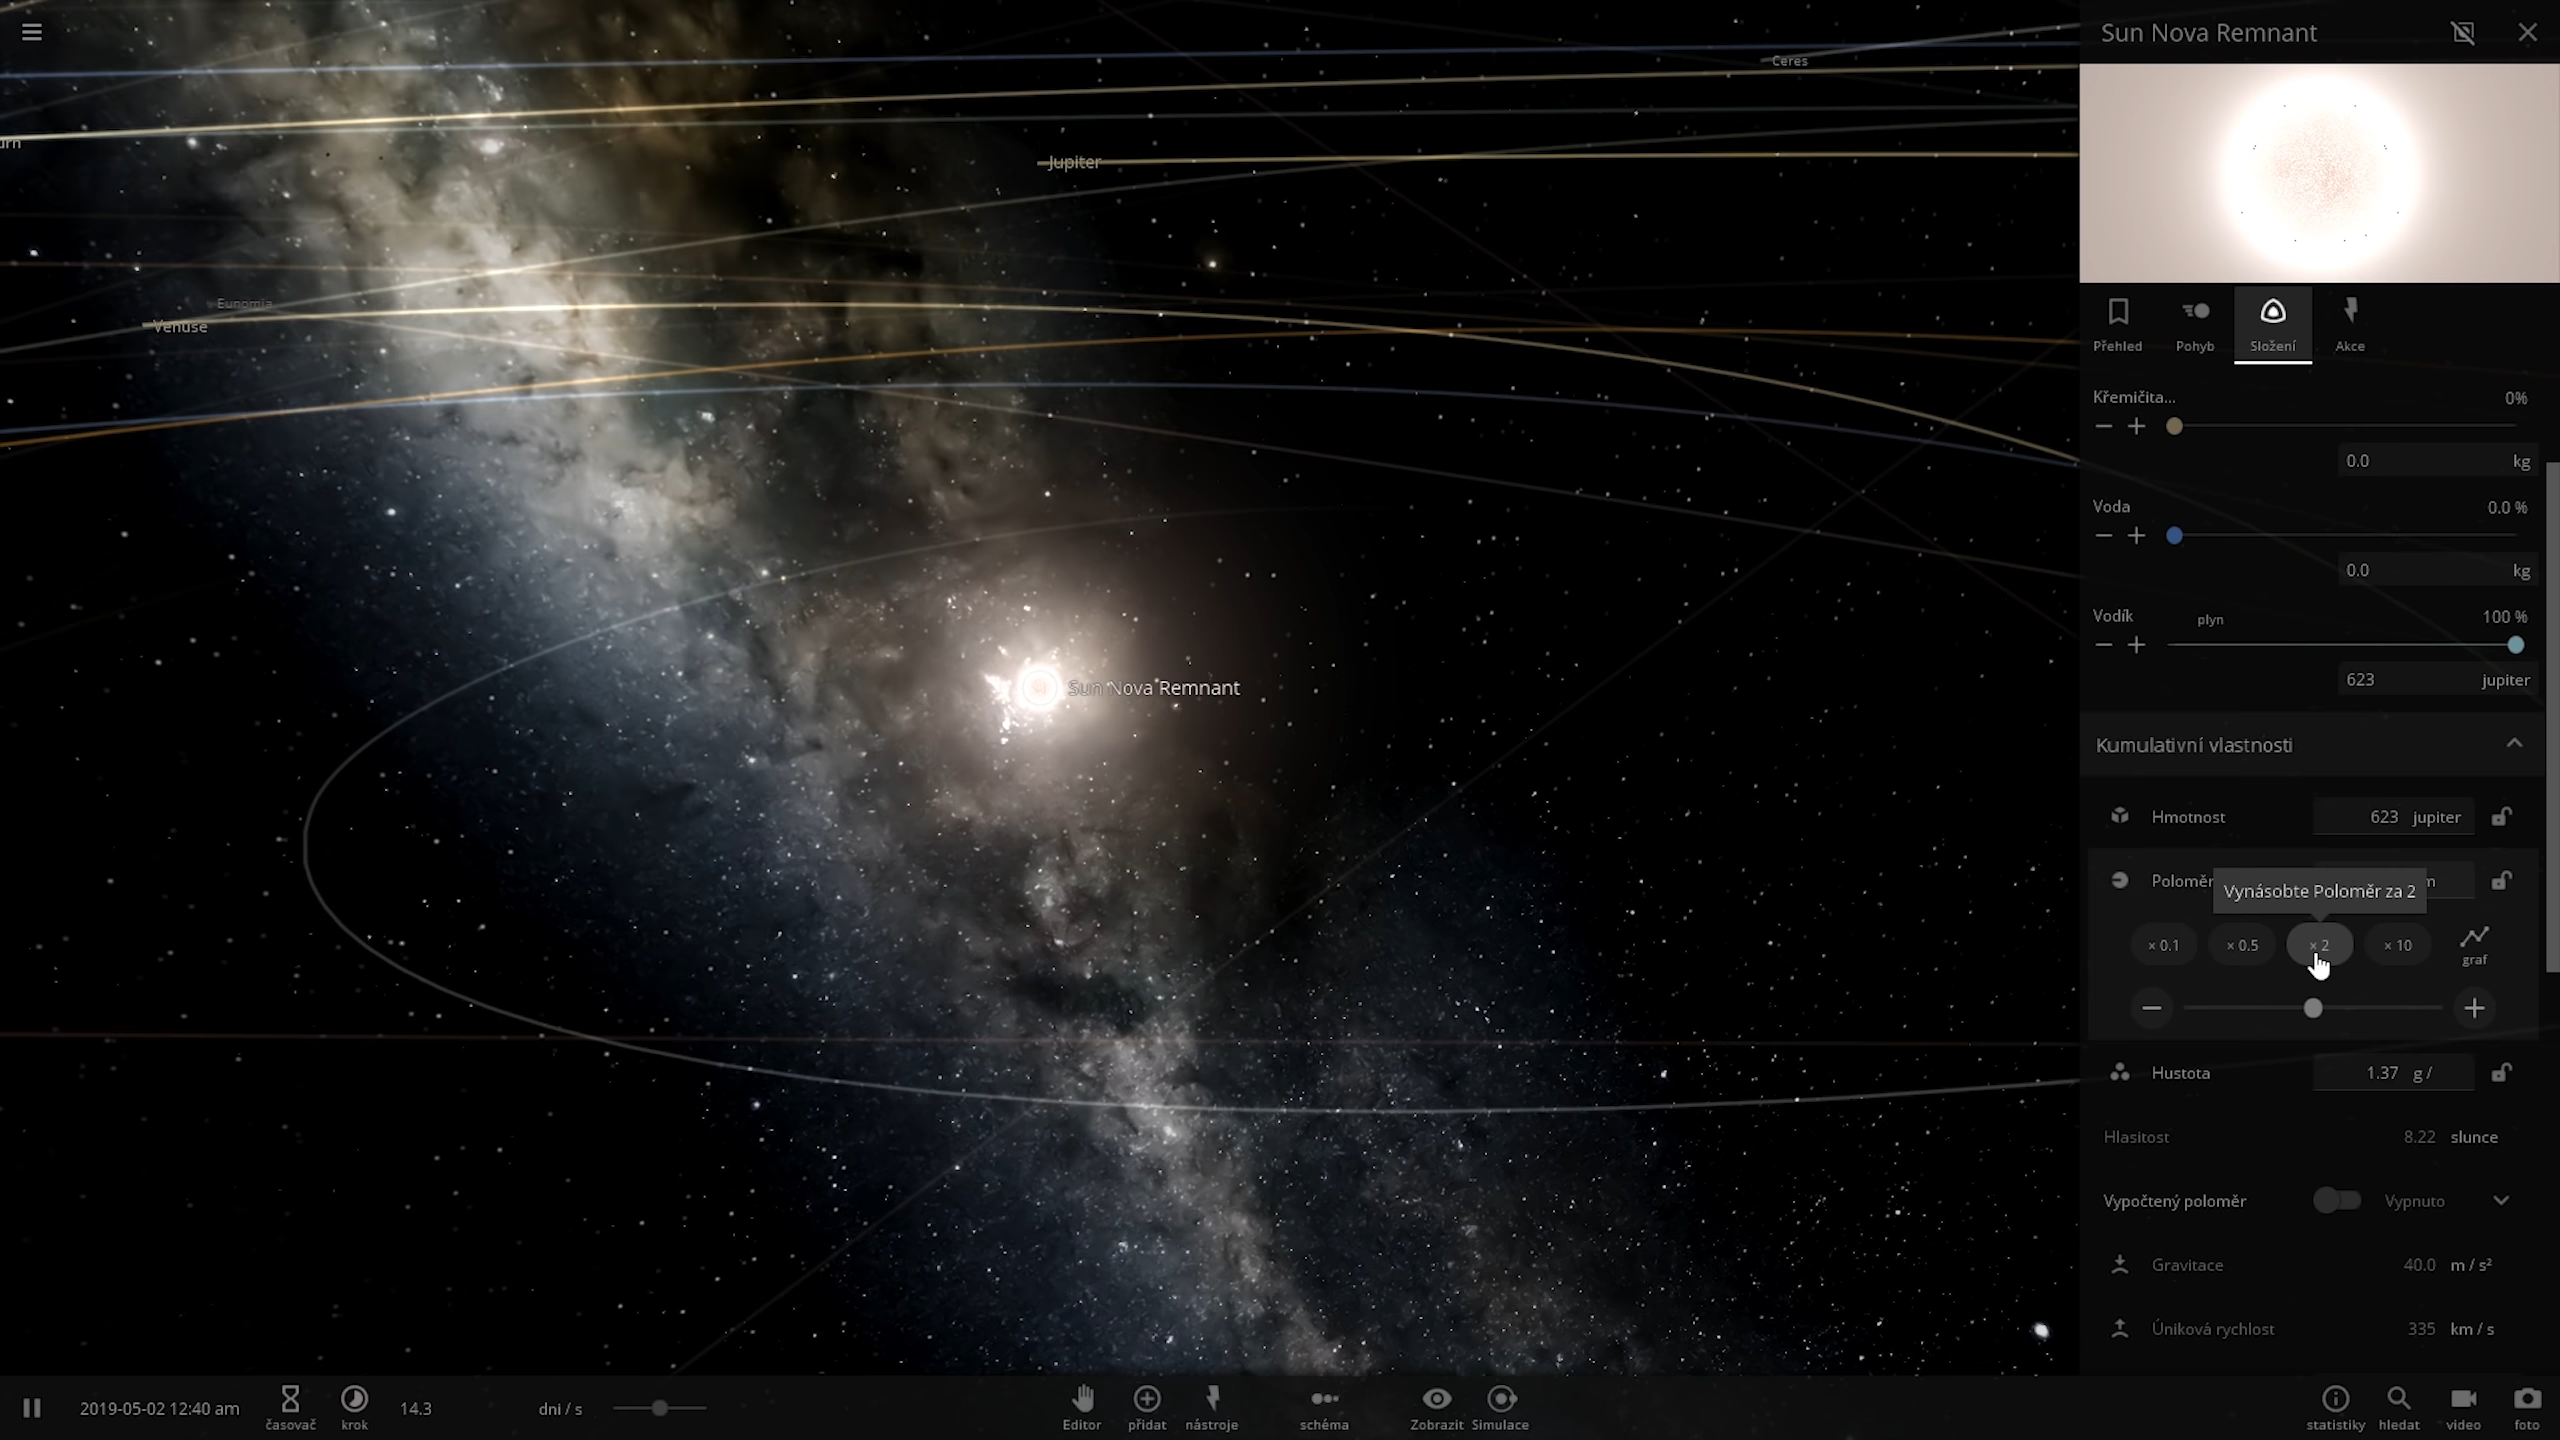 Sun Nova Remnant
Ceres
Jupiter
Eunomia
Venuse
Sun Nova Remnant
Přehled
Pohyb
Složení
Akce
Křemičita...
0%
0.0 kg
Voda
0.0 %
0.0 kg
Vodík
plyn
100 %
623 jupiter
Kumulativní vlastnosti
Hmotnost
623 jupiter
Poloměr
Vynásobte Poloměr za 2
× 0.1
× 0.5
× 2
× 10
graf
Hustota
1.37 g /
Hlasitost
8.22 slunce
Vypočtený poloměr
Vypnuto
Gravitace
40.0 m / s²
Úniková rychlost
335 km / s
2019-05-02 12:40 am
časovač
krok
14.3
dni / s
Editor
přidat
nástroje
schéma
Zobrazit
Simulace
statistiky
hledat
video
foto